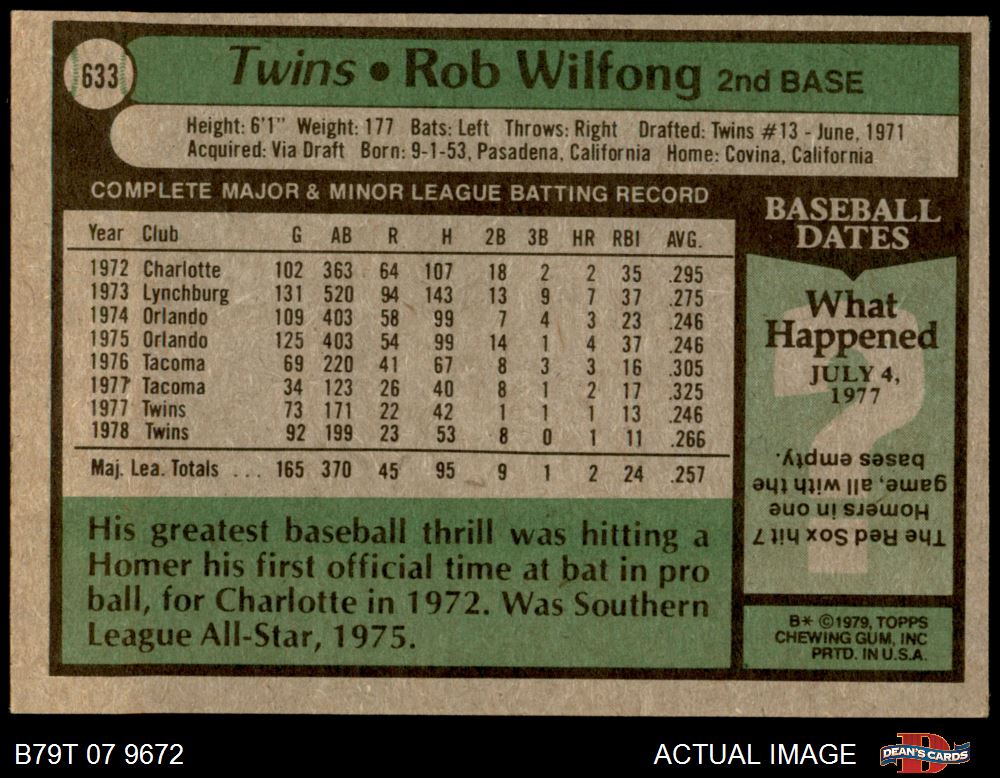 633
Twins • Rob Wilfong 2nd BASE
Height: 6'1" Weight: 177 Bats: Left Throws: Right Drafted: Twins #13 - June, 1971
Acquired: Via Draft Born: 9-1-53, Pasadena, California Home: Covina, California
COMPLETE MAJOR & MINOR LEAGUE BATTING RECORD
Year Club G AB R H 2B 3B HR RBI AVG.
1972 Charlotte 102 363 64 107 18 2 2 35 .295
1973 Lynchburg 131 520 94 143 13 9 7 37 .275
1974 Orlando 109 403 58 99 7 4 3 23 .246
1975 Orlando 125 403 54 99 14 1 4 37 .246
1976 Tacoma 69 220 41 67 8 3 3 16 .305
1977 Tacoma 34 123 26 40 8 1 2 17 .325
1977 Twins 73 171 22 42 1 1 1 13 .246
1978 Twins 92 199 23 53 8 0 1 11 .266
Maj. Lea. Totals ... 165 370 45 95 9 1 2 24 .257
His greatest baseball thrill was hitting a
Homer his first official time at bat in pro
ball, for Charlotte in 1972. Was Southern
League All-Star, 1975.
BASEBALL
DATES
What
Happened
JULY 4,
1977
The Red Sox hit 7
Homers in one
game, all with the
bases empty.
B* ©1979, TOPPS
CHEWING GUM, INC
PRTD. IN U.S.A.
B79T 07 9672
ACTUAL IMAGE
DEAN'S CARDS